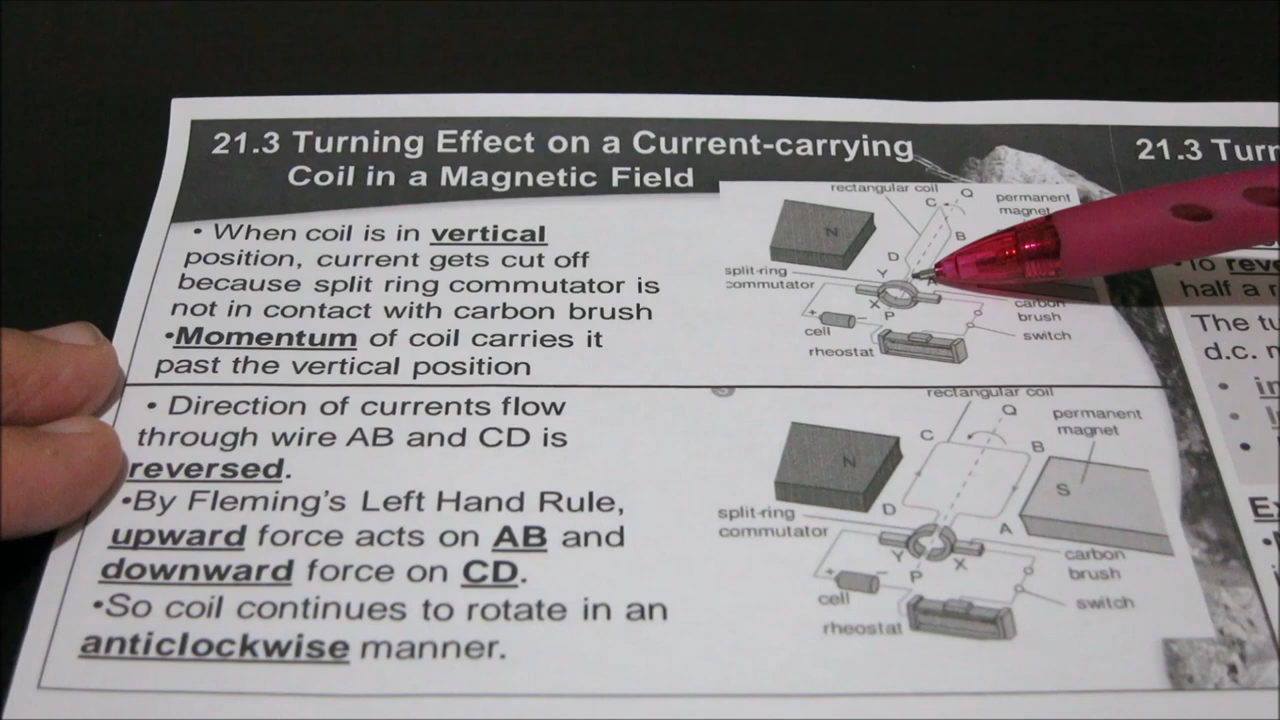 21.3 Turning Effect on a Current-carrying
Coil in a Magnetic Field
• When coil is in vertical
position, current gets cut off
because split ring commutator is
not in contact with carbon brush
•Momentum of coil carries it
past the vertical position
rectangular coil
Q
C
permanent
magnet
N
B
D
Y
split-ring
commutator
X
P
+
–
cell
rheostat
carbon
brush
switch
• Direction of currents flow
through wire AB and CD is
reversed.
•By Fleming's Left Hand Rule,
upward force acts on AB and
downward force on CD.
•So coil continues to rotate in an
anticlockwise manner.
rectangular coil
Q
permanent
magnet
C
B
N
S
D
A
split-ring
commutator
Y
X
P
+
–
cell
rheostat
carbon
brush
switch
21.3 Turn
half a r
The tu
d.c. m